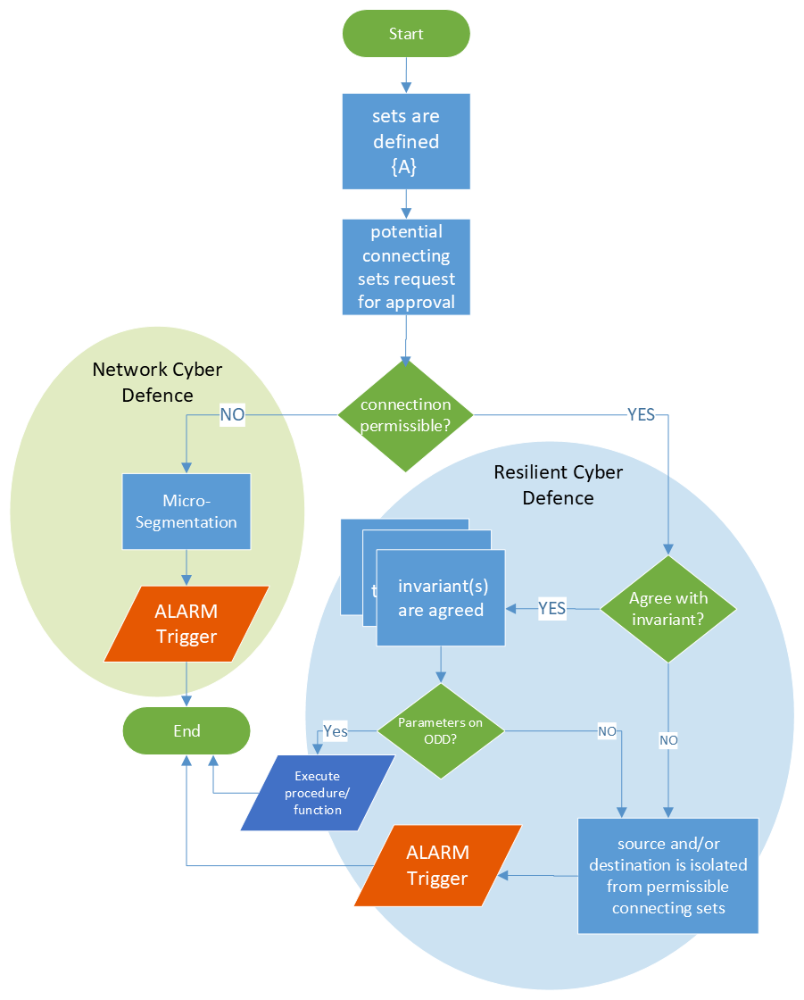 Start
sets are
defined
{A}
potential
connecting
sets request
for approval
Network Cyber
Defence
connectinon
permissible?
NO
YES
Micro-
Segmentation
Resilient Cyber
Defence
ALARM
Trigger
invariant(s)
are agreed
YES
Agree with
invariant?
End
Yes
Parameters on
ODD?
NO
NO
Execute
procedure/
function
ALARM
Trigger
source and/or
destination is isolated
from permissible
connecting sets